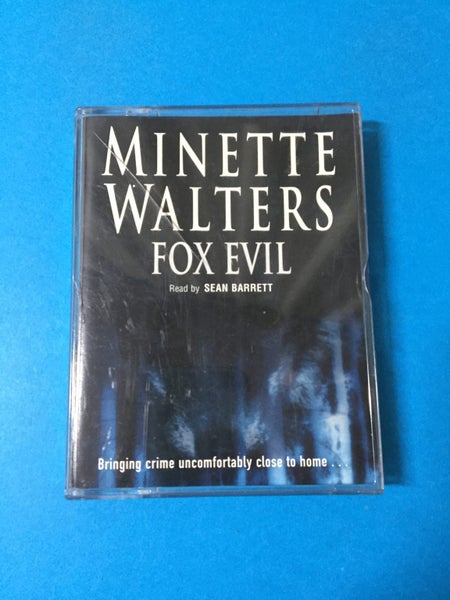 MINETTE
WALTERS
FOX EVIL
Read by SEAN BARRETT
Bringing crime uncomfortably close to home . . .